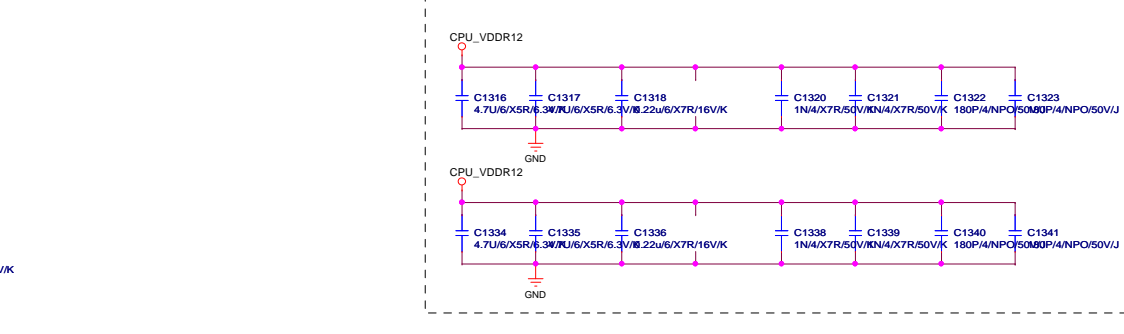 CPU_VDDR12
C1316
4.7U/6/X5R/6.3V/K
C1317
4.7U/6/X5R/6.3V/K
C1318
0.22u/6/X7R/16V/K
C1320
1N/4/X7R/50V/K
C1321
1N/4/X7R/50V/K
C1322
180P/4/NPO/50V/J
C1323
180P/4/NPO/50V/J
GND
CPU_VDDR12
C1334
4.7U/6/X5R/6.3V/K
C1335
4.7U/6/X5R/6.3V/K
C1336
0.22u/6/X7R/16V/K
C1338
1N/4/X7R/50V/K
C1339
1N/4/X7R/50V/K
C1340
180P/4/NPO/50V/J
C1341
180P/4/NPO/50V/J
V/K
GND